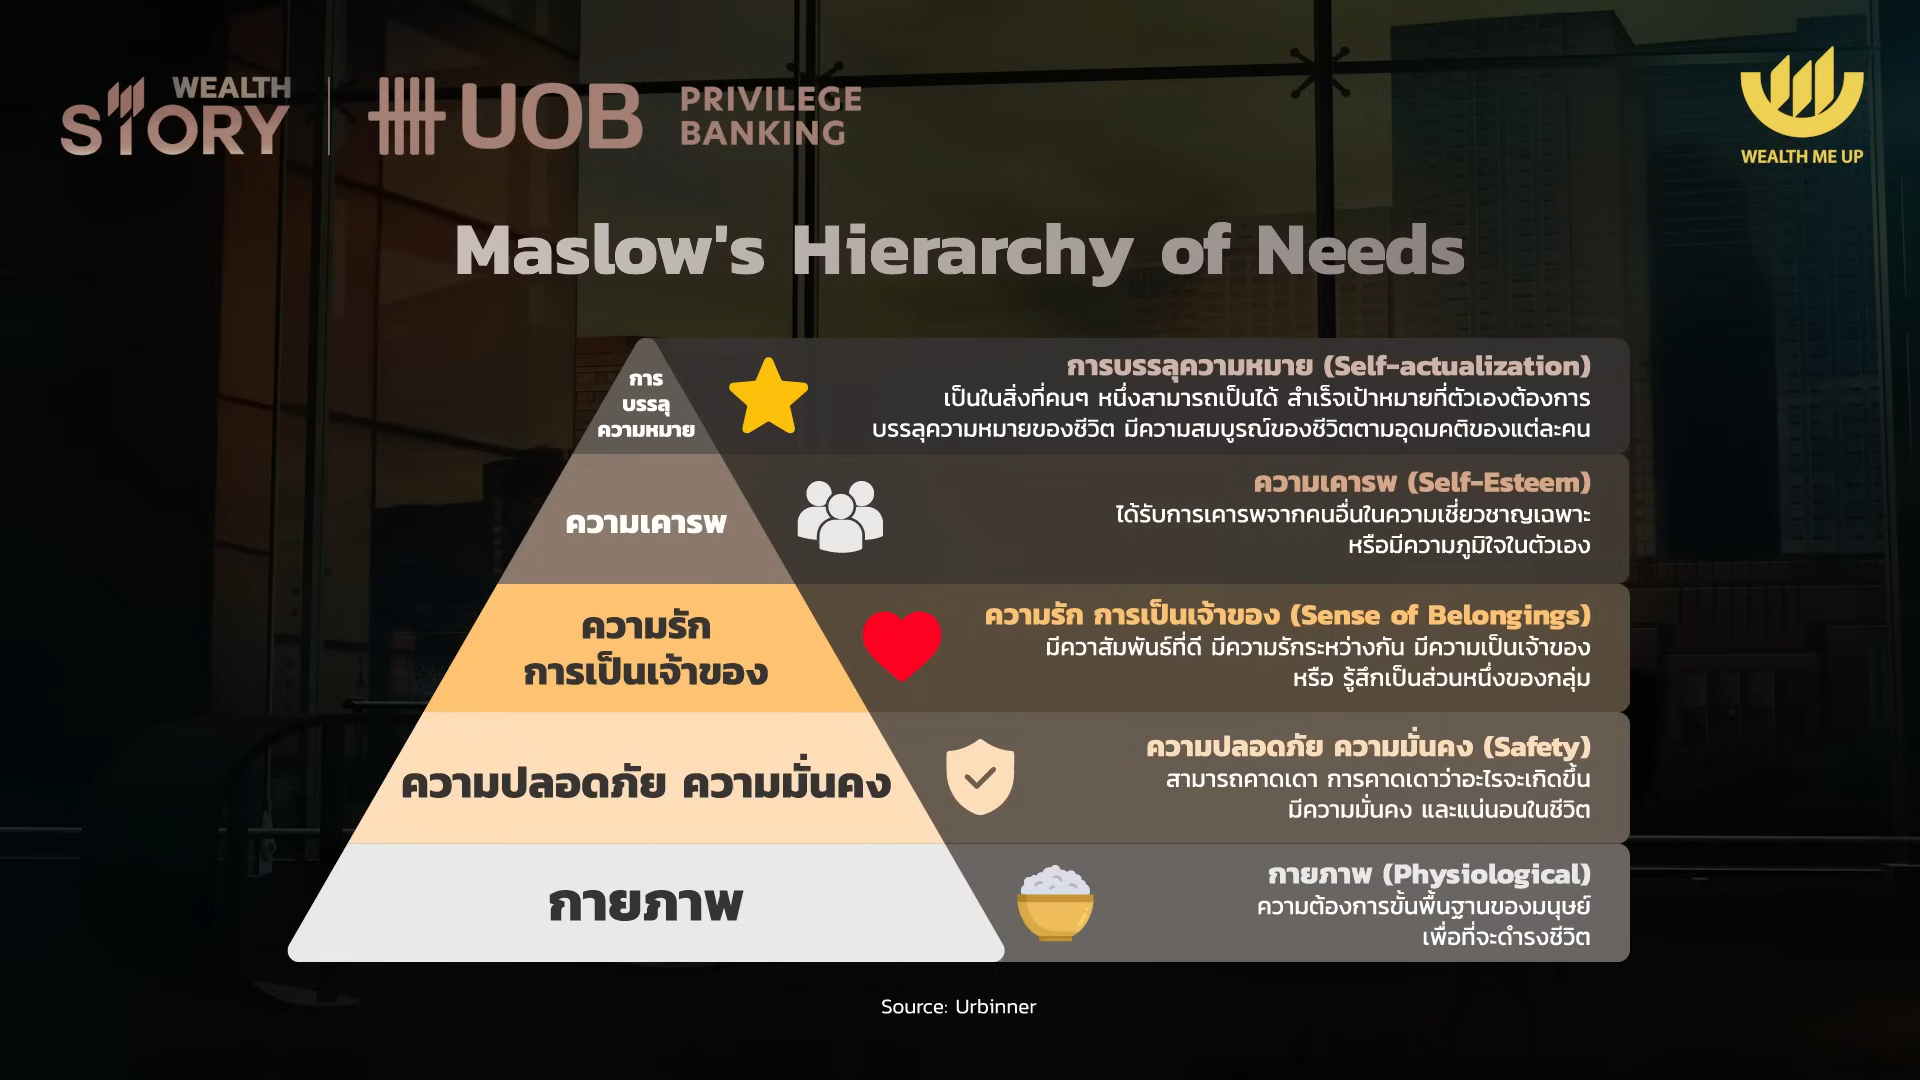 WEALTH
STORY
UOB
PRIVILEGE
BANKING
WEALTH ME UP
Maslow's Hierarchy of Needs
การ
บรรลุ
ความหมาย
การบรรลุความหมาย (Self-actualization)
เป็นในสิ่งที่คนๆ หนึ่งสามารถเป็นได้ สำเร็จเป้าหมายที่ตัวเองต้องการ
บรรลุความหมายของชีวิต มีความสมบูรณ์ของชีวิตตามอุดมคติของแต่ละคน
ความเคารพ
ความเคารพ (Self-Esteem)
ได้รับการเคารพจากคนอื่นในความเชี่ยวชาญเฉพาะ
หรือมีความภูมิใจในตัวเอง
ความรัก
การเป็นเจ้าของ
ความรัก การเป็นเจ้าของ (Sense of Belongings)
มีควาสัมพันธ์ที่ดี มีความรักระหว่างกัน มีความเป็นเจ้าของ
หรือ รู้สึกเป็นส่วนหนึ่งของกลุ่ม
ความปลอดภัย ความมั่นคง
ความปลอดภัย ความมั่นคง (Safety)
สามารถคาดเดา การคาดเดาว่าอะไรจะเกิดขึ้น
มีความมั่นคง และแน่นอนในชีวิต
กายภาพ
กายภาพ (Physiological)
ความต้องการขั้นพื้นฐานของมนุษย์
เพื่อที่จะดำรงชีวิต
Source: Urbinner